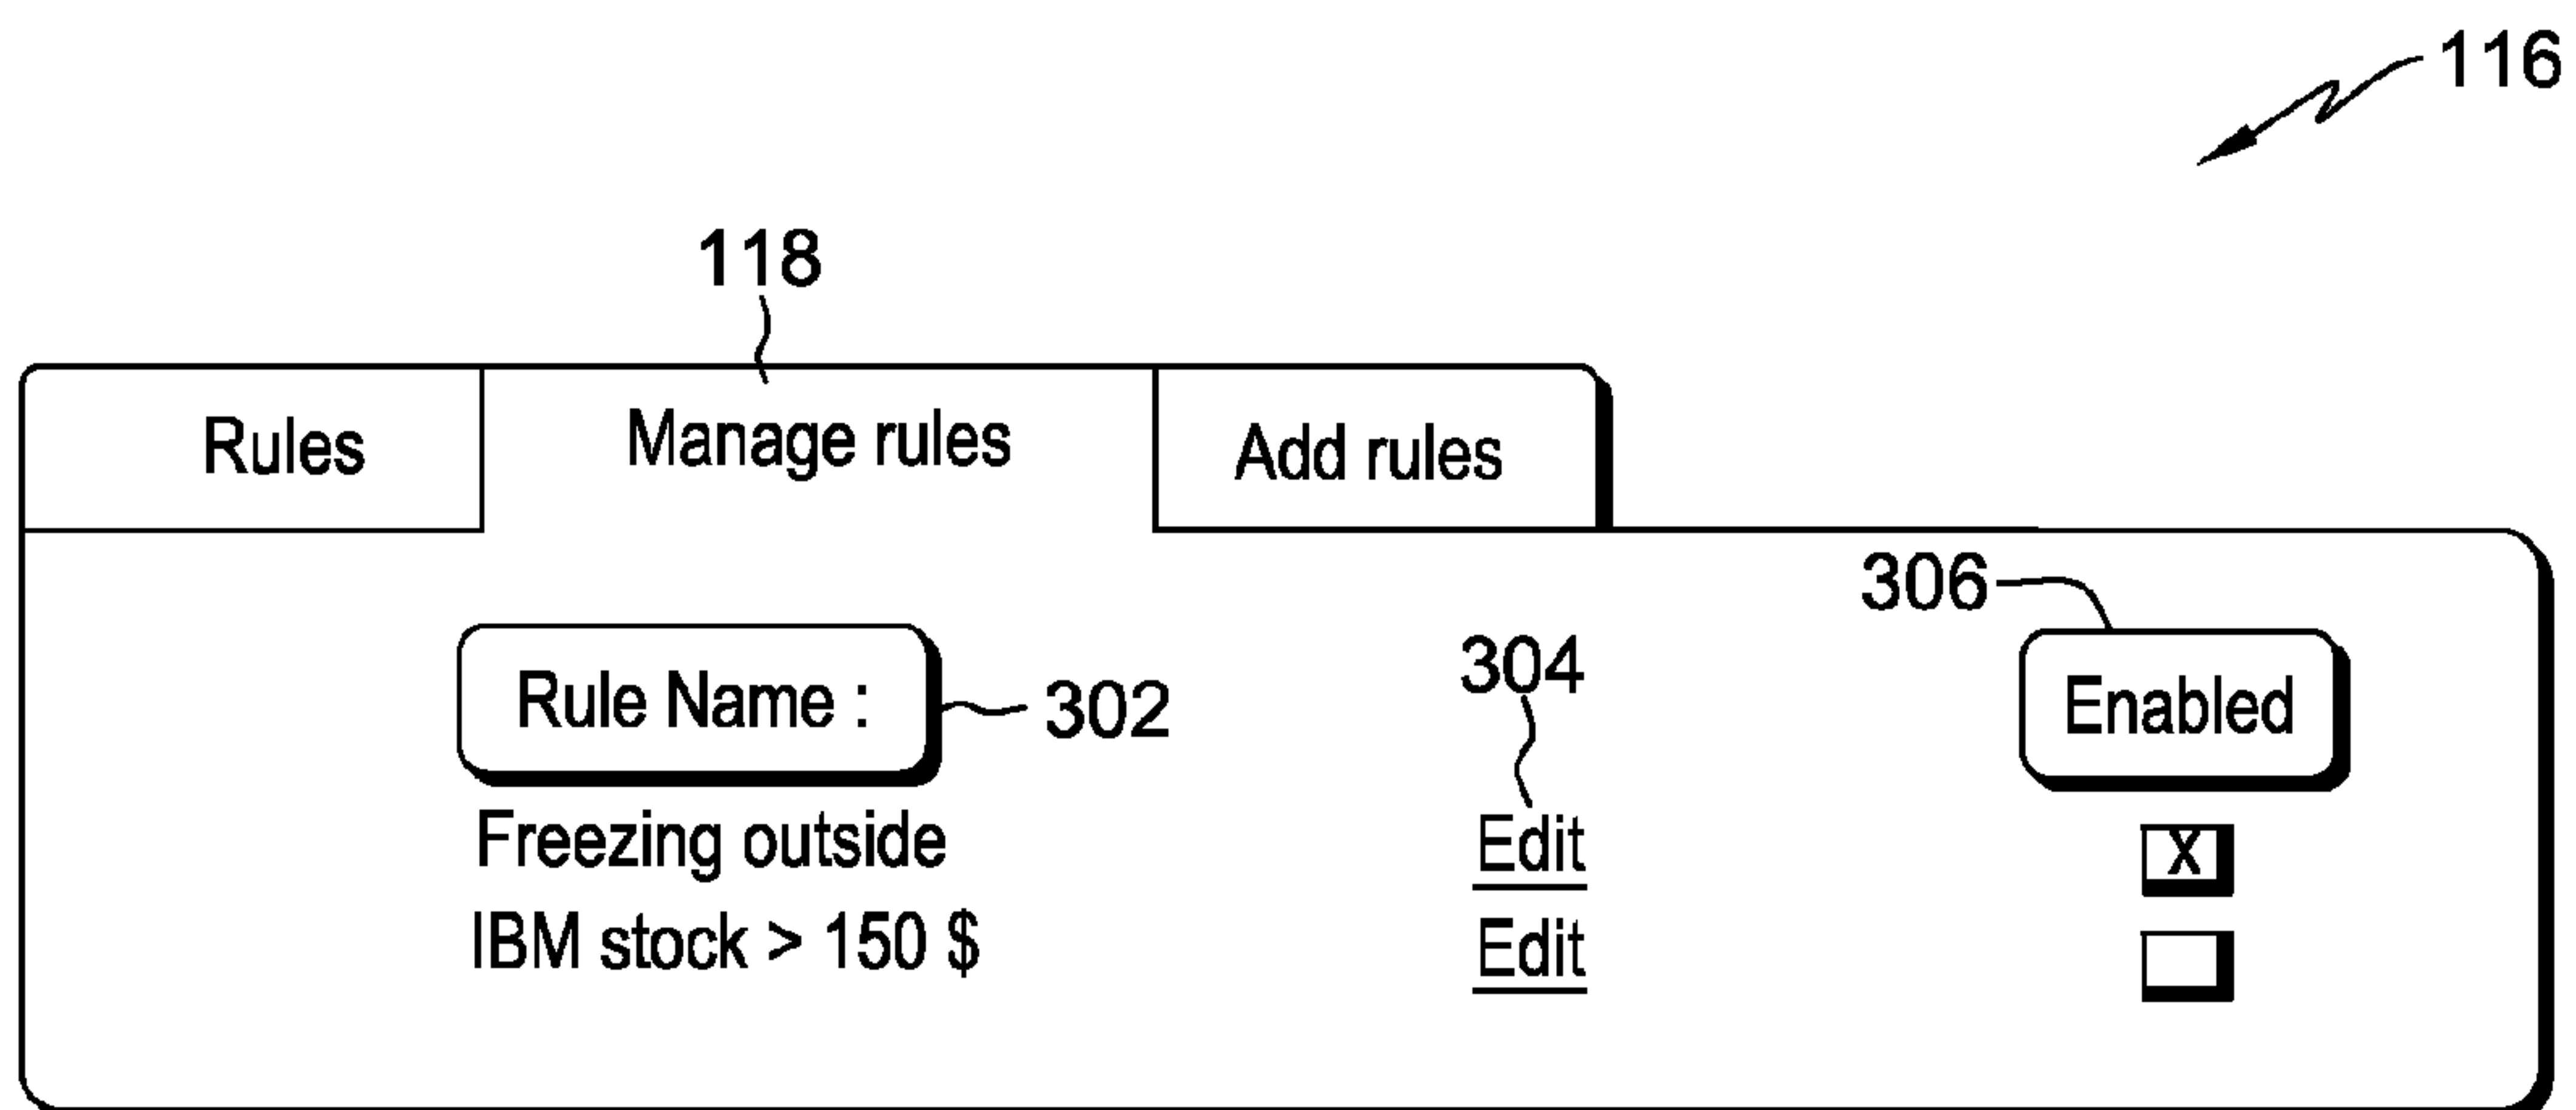 116
118
Rules Manage rules Add rules
306
Rule Name : 302 304 Enabled
Freezing outside Edit X
IBM stock > 150 $ Edit